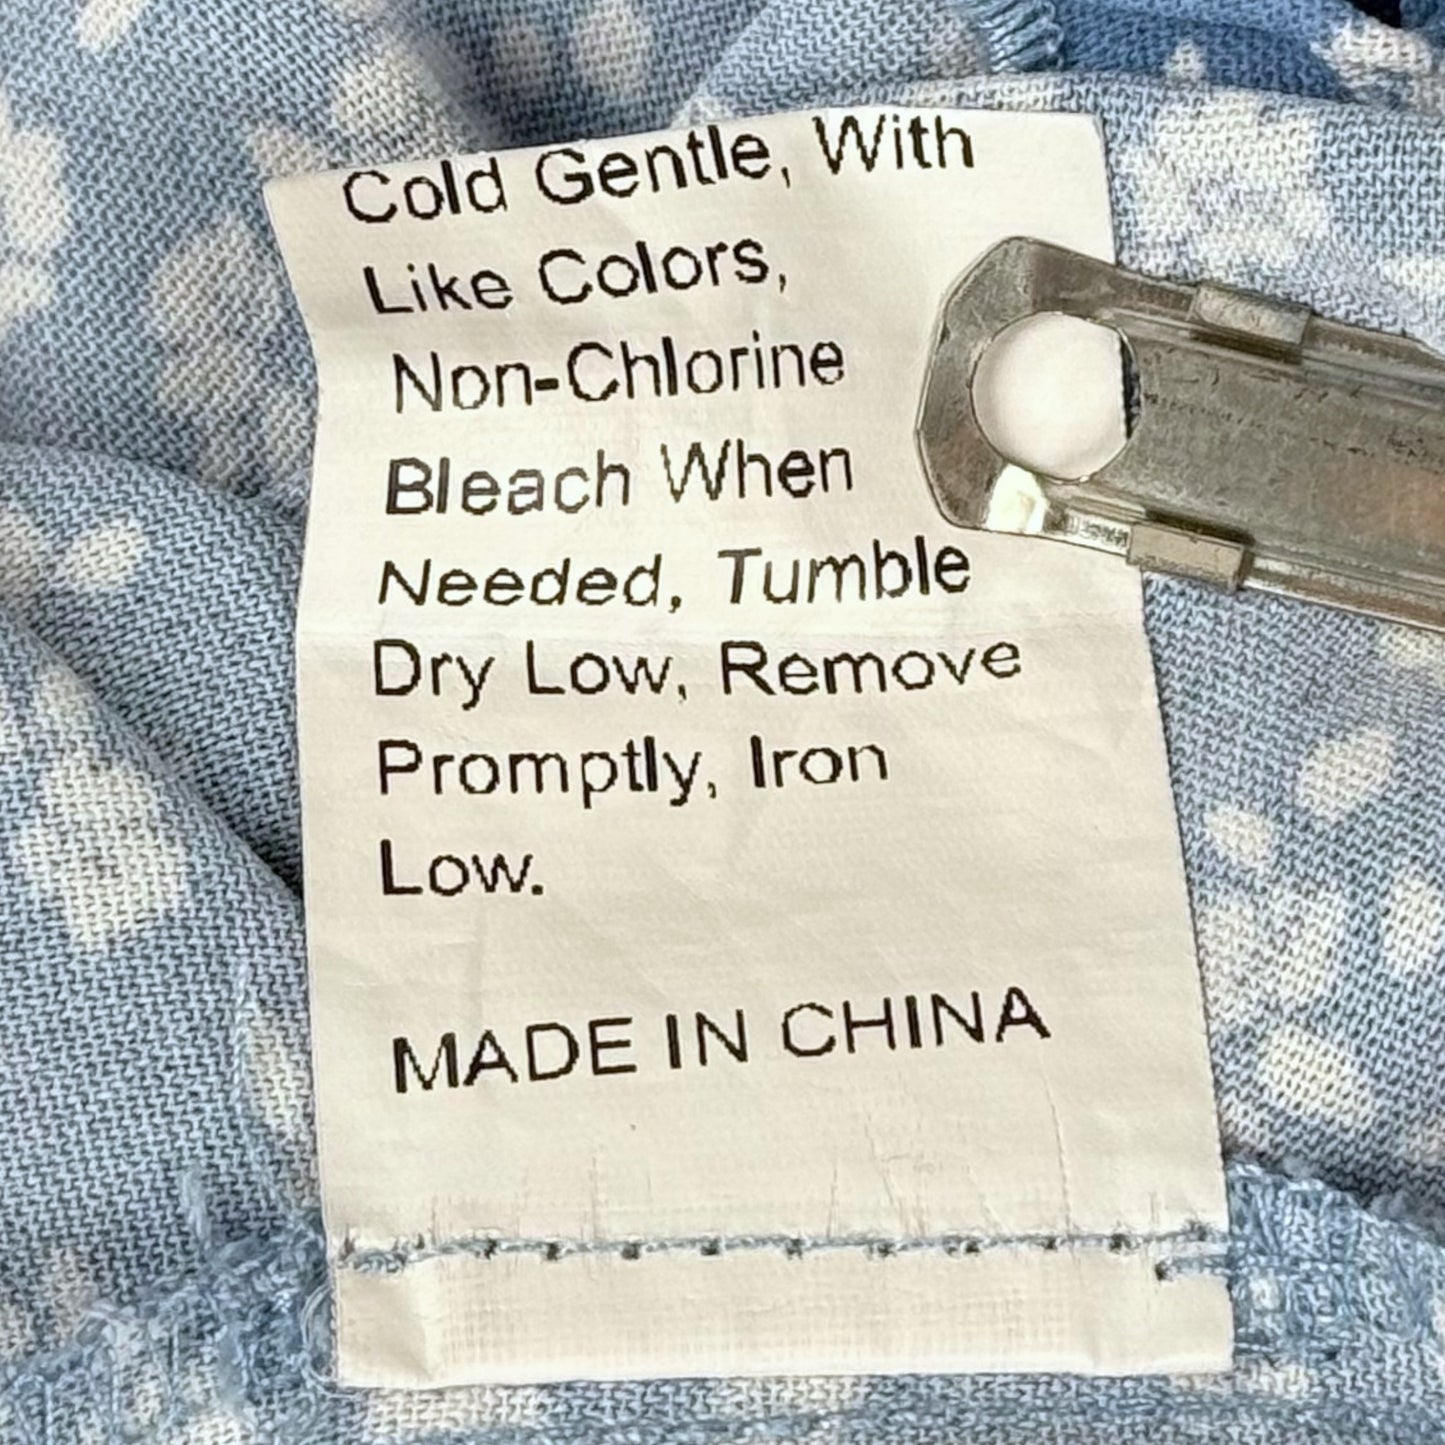 Cold Gentle, With
Like Colors,
Non-Chlorine
Bleach When
Needed, Tumble
Dry Low, Remove
Promptly, Iron
Low.
MADE IN CHINA